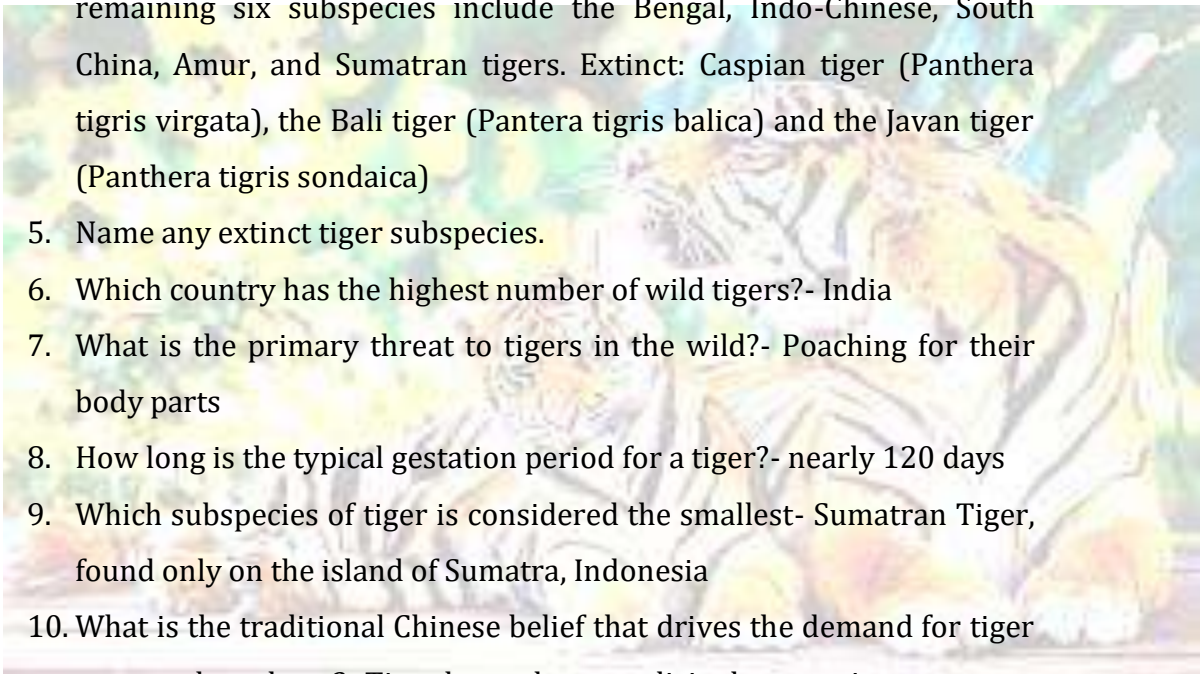 remaining six subspecies include the Bengal, Indo-Chinese, South
China, Amur, and Sumatran tigers. Extinct: Caspian tiger (Panthera
tigris virgata), the Bali tiger (Pantera tigris balica) and the Javan tiger
(Panthera tigris sondaica)
5. Name any extinct tiger subspecies.
6. Which country has the highest number of wild tigers?- India
7. What is the primary threat to tigers in the wild?- Poaching for their
body parts
8. How long is the typical gestation period for a tiger?- nearly 120 days
9. Which subspecies of tiger is considered the smallest- Sumatran Tiger,
found only on the island of Sumatra, Indonesia
10. What is the traditional Chinese belief that drives the demand for tiger